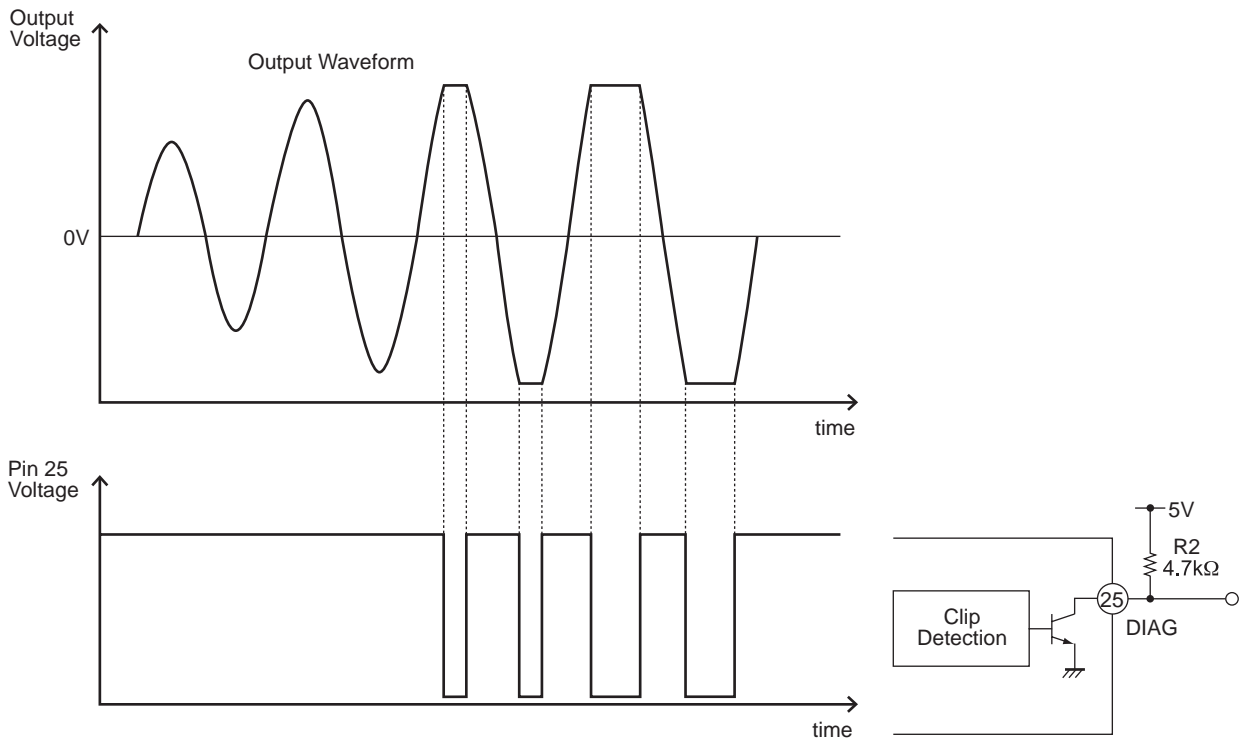 Output
Voltage
Output Waveform
0V
time
Pin 25
Voltage
time
5V
R2
4.7kΩ
Clip
Detection
25
DIAG